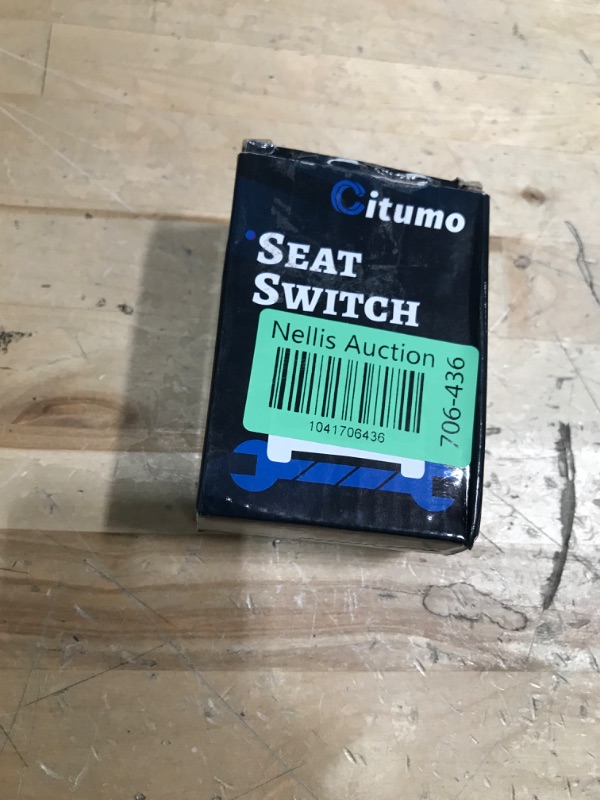 Citumo
SEAT
SWITCH
Nellis Auction
1041706436
706-436